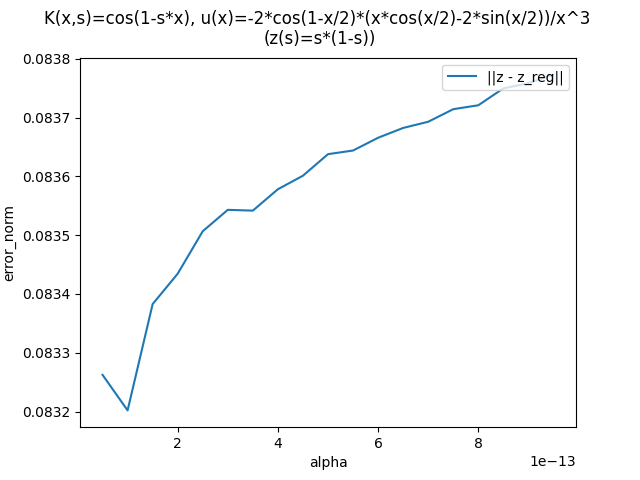 K(x,s)=cos(1-s*x), u(x)=-2*cos(1-x/2)*(x*cos(x/2)-2*sin(x/2))/x^3
(z(s)=s*(1-s))
0.0838
0.0837
0.0836
0.0835
0.0834
0.0833
0.0832
error_norm
||z - z_reg||
2
4
6
8
1e−13
alpha